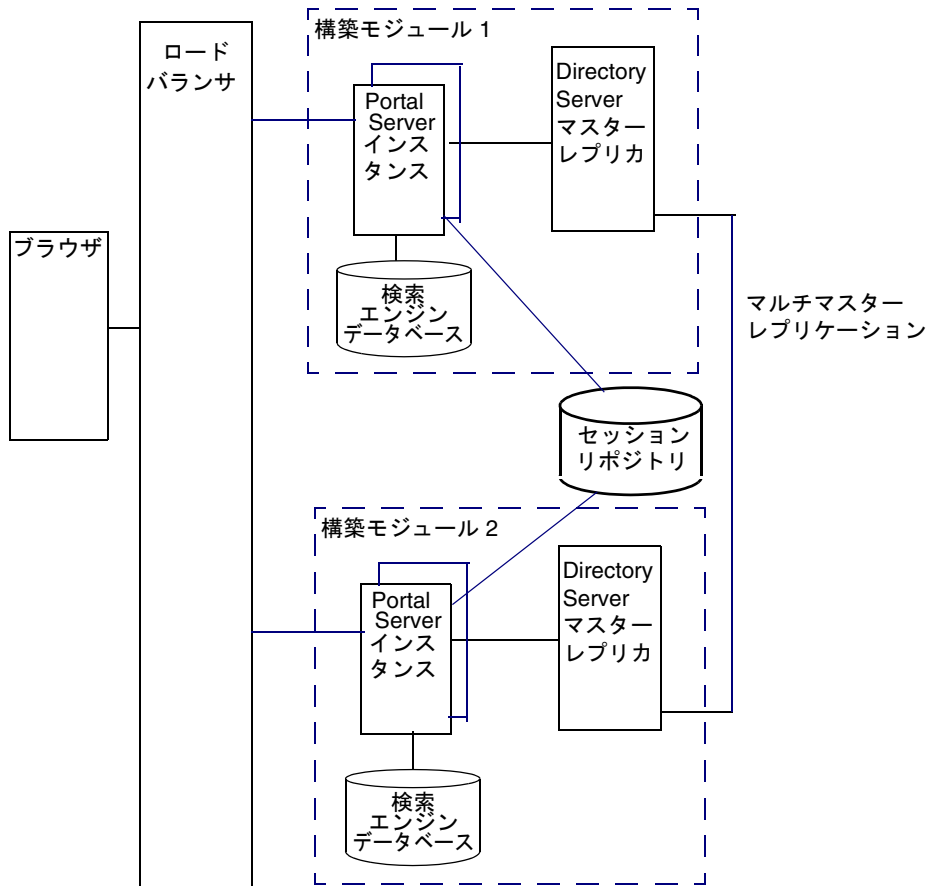 ブラウザ
ロード
バランサ
構築モジュール 1
Portal
Server
インス
タンス
Directory
Server
マスター
レプリカ
検索
エンジン
データベース
マルチマスター
レプリケーション
セッション
リポジトリ
構築モジュール 2
Portal
Server
インス
タンス
Directory
Server
マスター
レプリカ
検索
エンジン
データベース